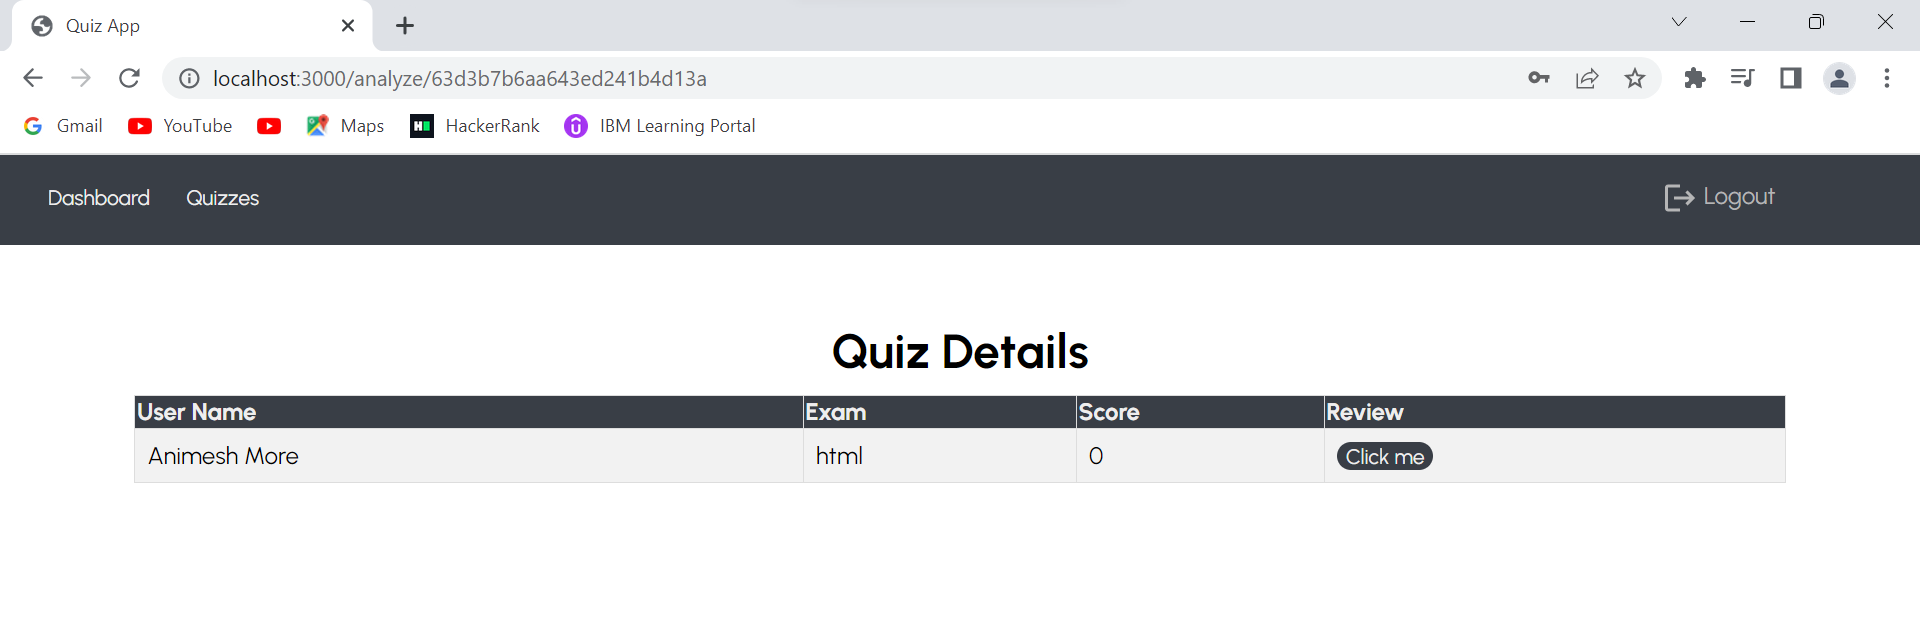 Quiz App
localhost:3000/analyze/63d3b7b6aa643ed241b4d13a
Gmail YouTube Maps HackerRank IBM Learning Portal
Dashboard Quizzes Logout
Quiz Details
User Name Exam Score Review
Animesh More html 0 Click me